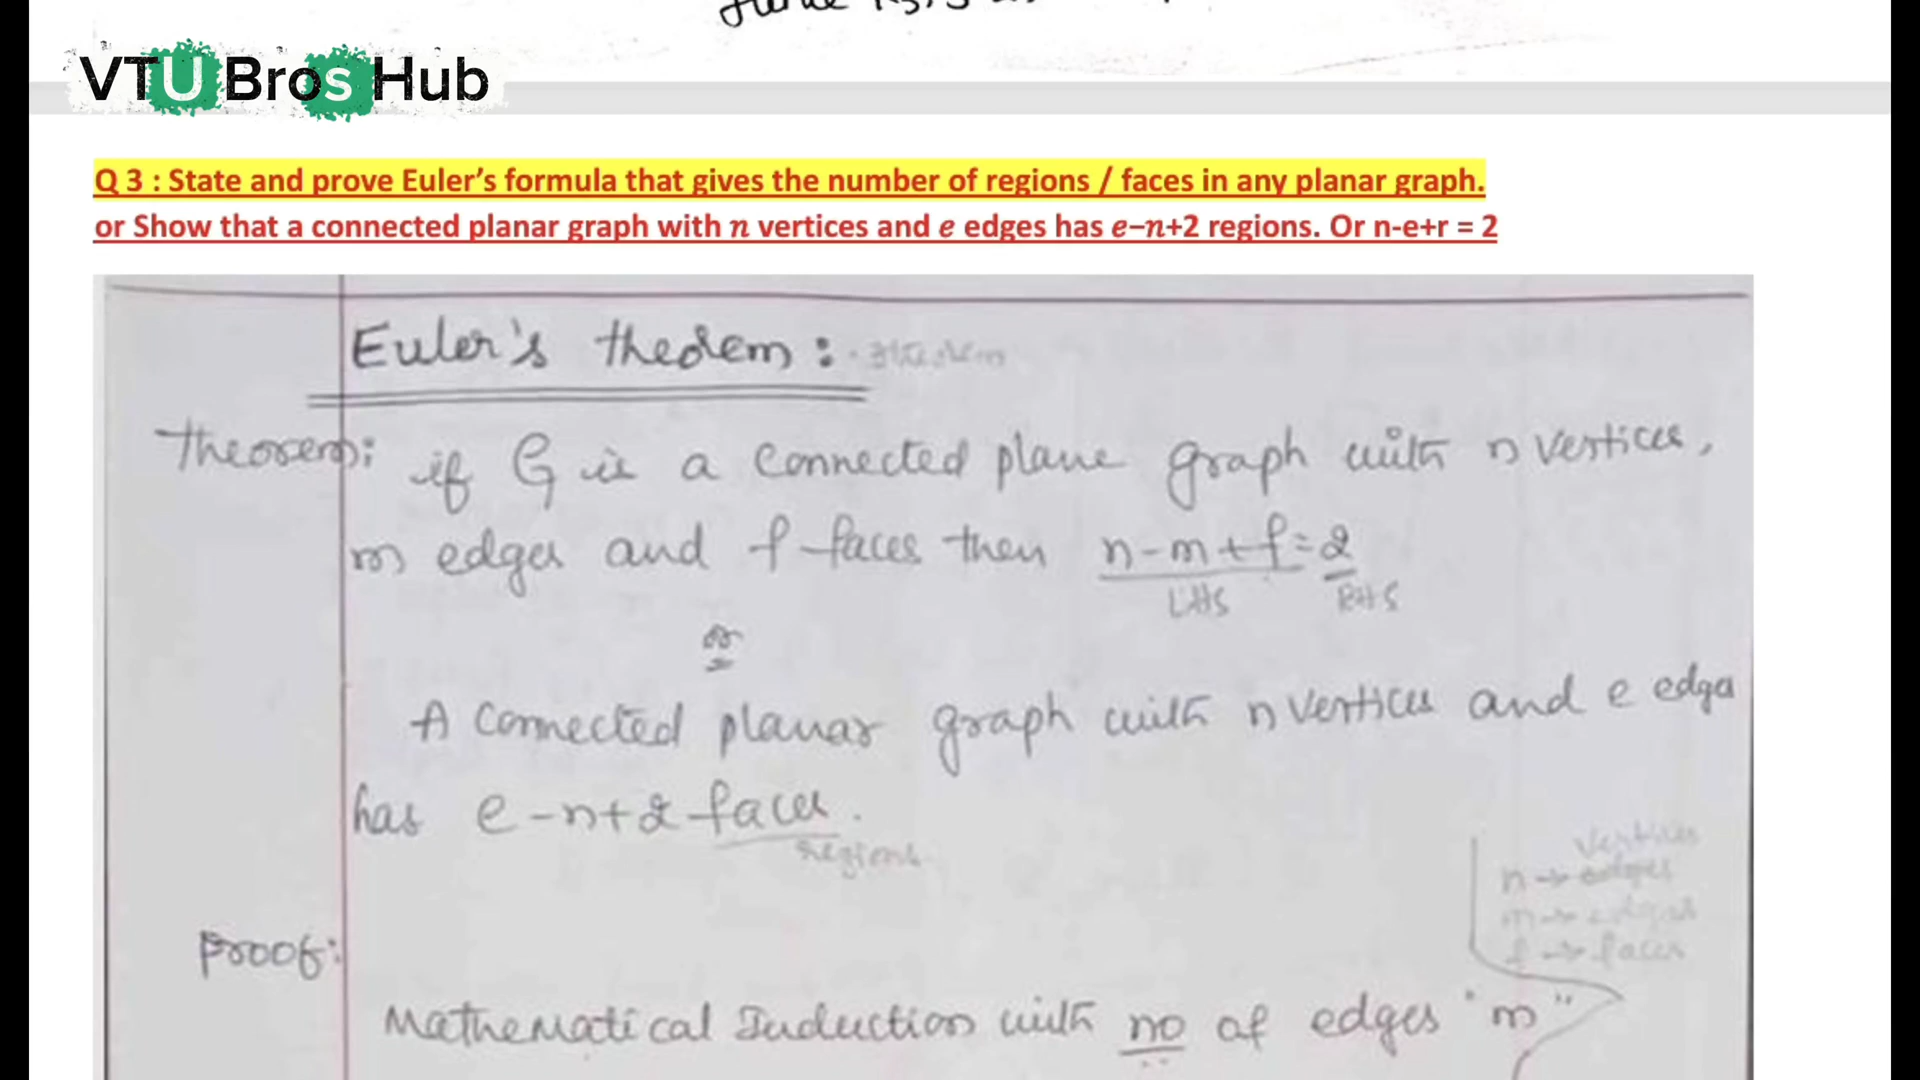 Hence
VTU Bros Hub
Q 3 : State and prove Euler's formula that gives the number of regions / faces in any planar graph.
or Show that a connected planar graph with n vertices and e edges has e−n+2 regions. Or n-e+r = 2
Euler's theorem :
Theorem: if G is a connected plane graph with n vertices,
m edges and f faces then n-m+f=2
LHS RHS
or
A connected planar graph with n vertices and e edges
has e-n+2 faces.
regions
vertices
n→ edges
m→ edges
f→ faces
Proof:
Mathematical Induction with no of edges "m"